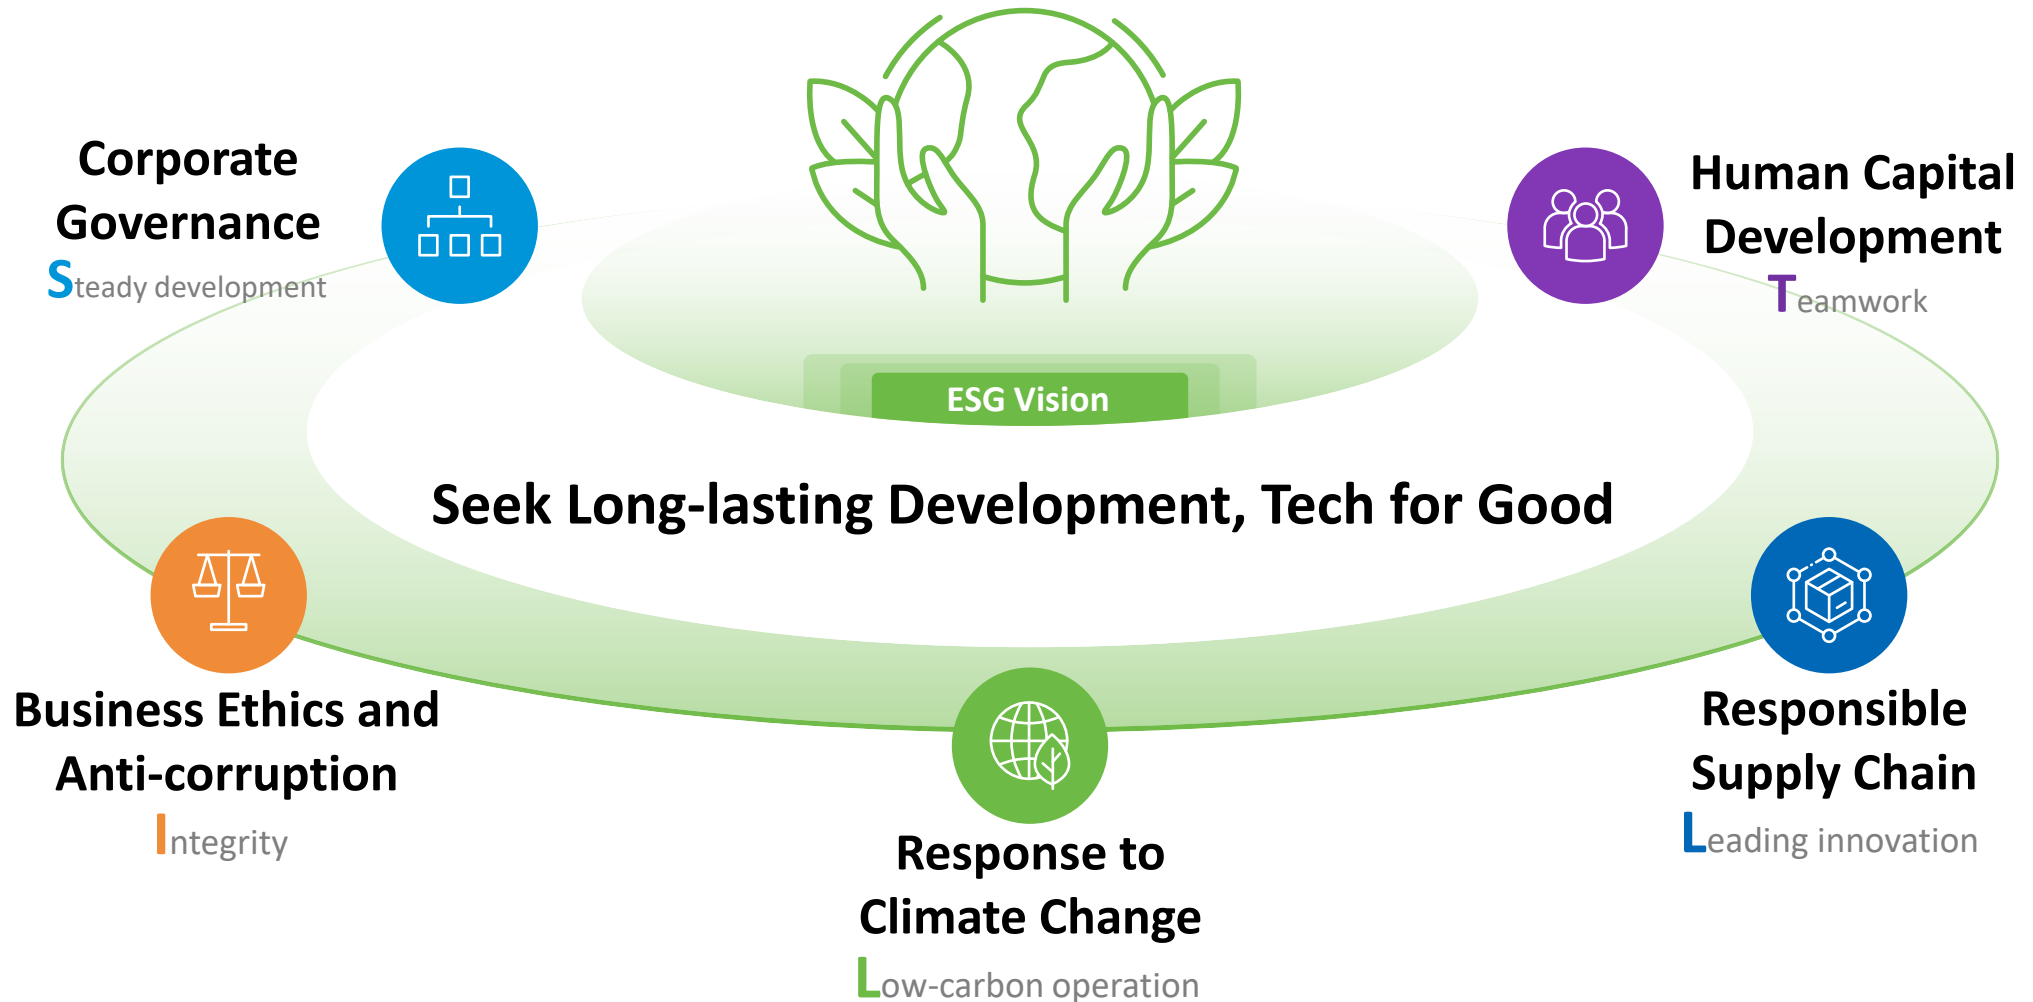 Corporate
Governance
Steady development
Human Capital
Development
Teamwork
ESG Vision
Seek Long-lasting Development, Tech for Good
Business Ethics and
Anti-corruption
Integrity
Response to
Climate Change
Low-carbon operation
Responsible
Supply Chain
Leading innovation